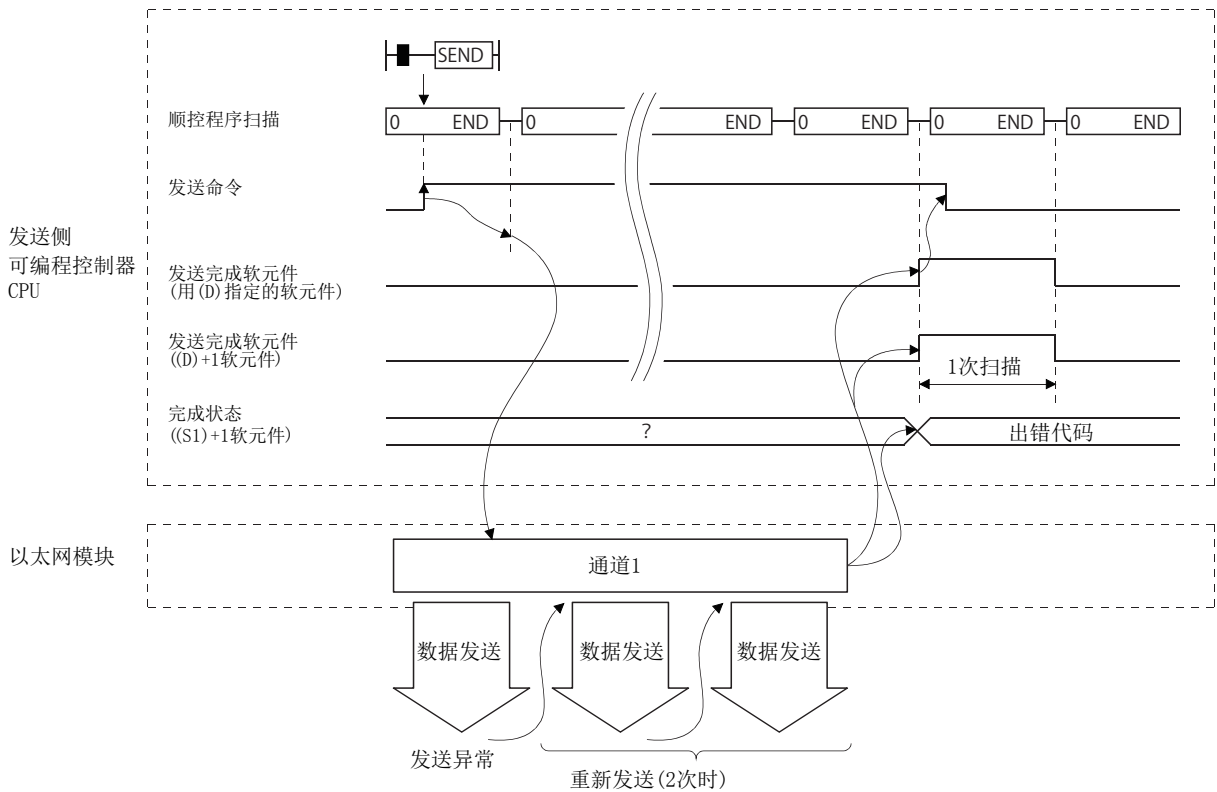 SEND
顺控程序扫描
0 END 0 END 0 END 0 END 0 END
发送命令
发送侧
可编程控制器
CPU
发送完成软元件
(用(D)指定的软元件)
发送完成软元件
((D)+1软元件)
1次扫描
完成状态
((S1)+1软元件)
?
出错代码
以太网模块
通道1
数据发送 数据发送 数据发送
发送异常
重新发送(2次时)